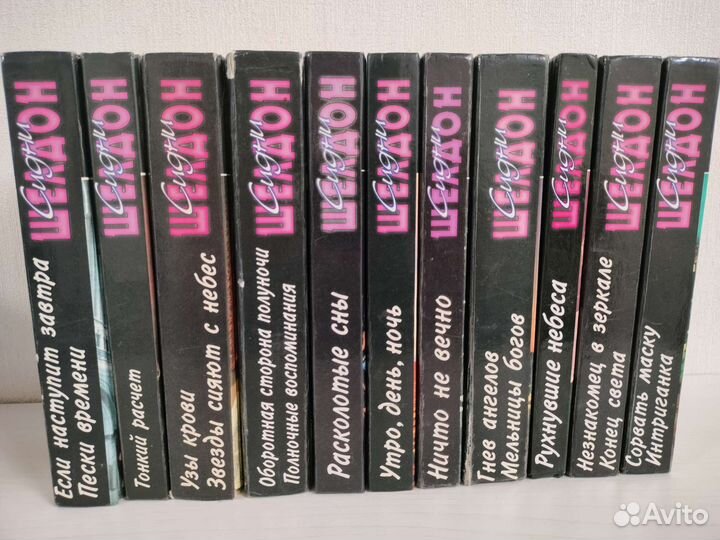 Сидни
ШЕЛДОН
Если наступит завтра
Пески времени
Сидни
ШЕЛДОН
Тонкий расчет
Сидни
ШЕЛДОН
Узы крови
Звезды сияют с небес
Сидни
ШЕЛДОН
Оборотная сторона полуночи
Полночные воспоминания
Сидни
ШЕЛДОН
Расколотые сны
Сидни
ШЕЛДОН
Утро, день, ночь
Сидни
ШЕЛДОН
Ничто не вечно
Сидни
ШЕЛДОН
Гнев ангелов
Мельницы богов
Сидни
ШЕЛДОН
Рухнувшие небеса
Сидни
ШЕЛДОН
Незнакомец в зеркале
Конец света
Сидни
ШЕЛДОН
Сорвать маску
Интриганка
Avito